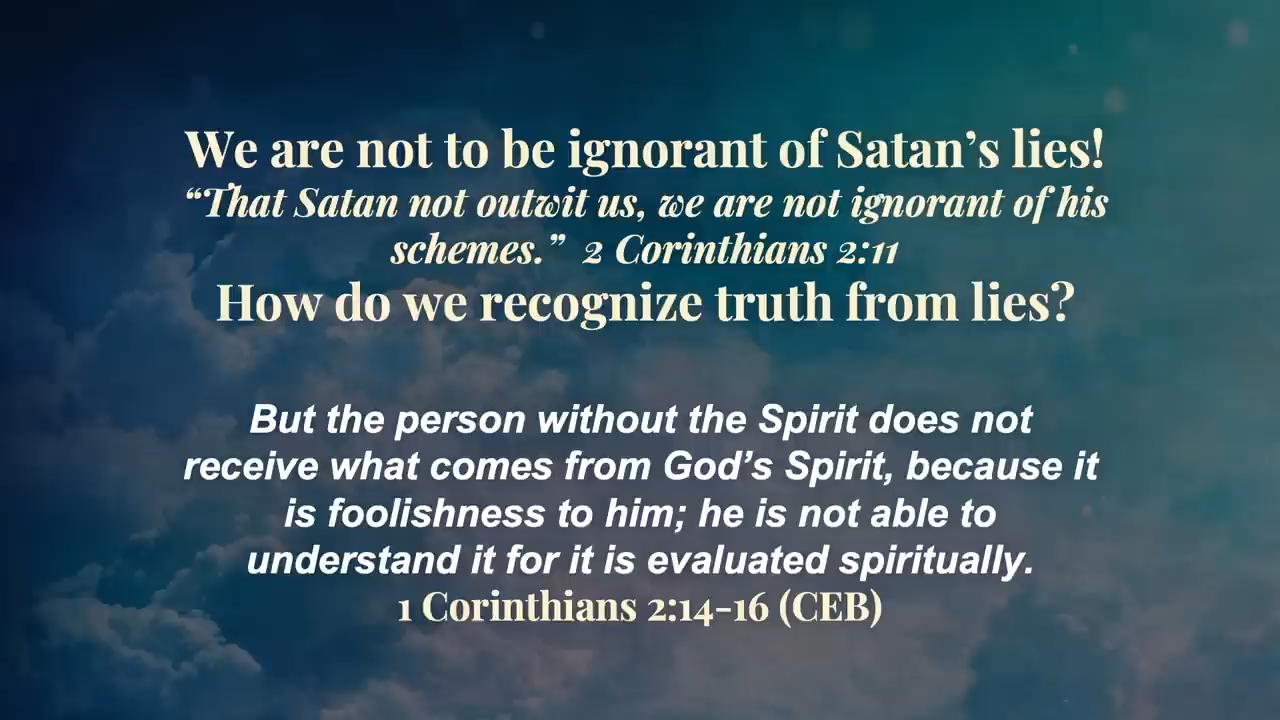 We are not to be ignorant of Satan’s lies!
“That Satan not outwit us, we are not ignorant of his
schemes.”  2 Corinthians 2:11
How do we recognize truth from lies?
But the person without the Spirit does not
receive what comes from God’s Spirit, because it
is foolishness to him; he is not able to
understand it for it is evaluated spiritually.
1 Corinthians 2:14-16 (CEB)